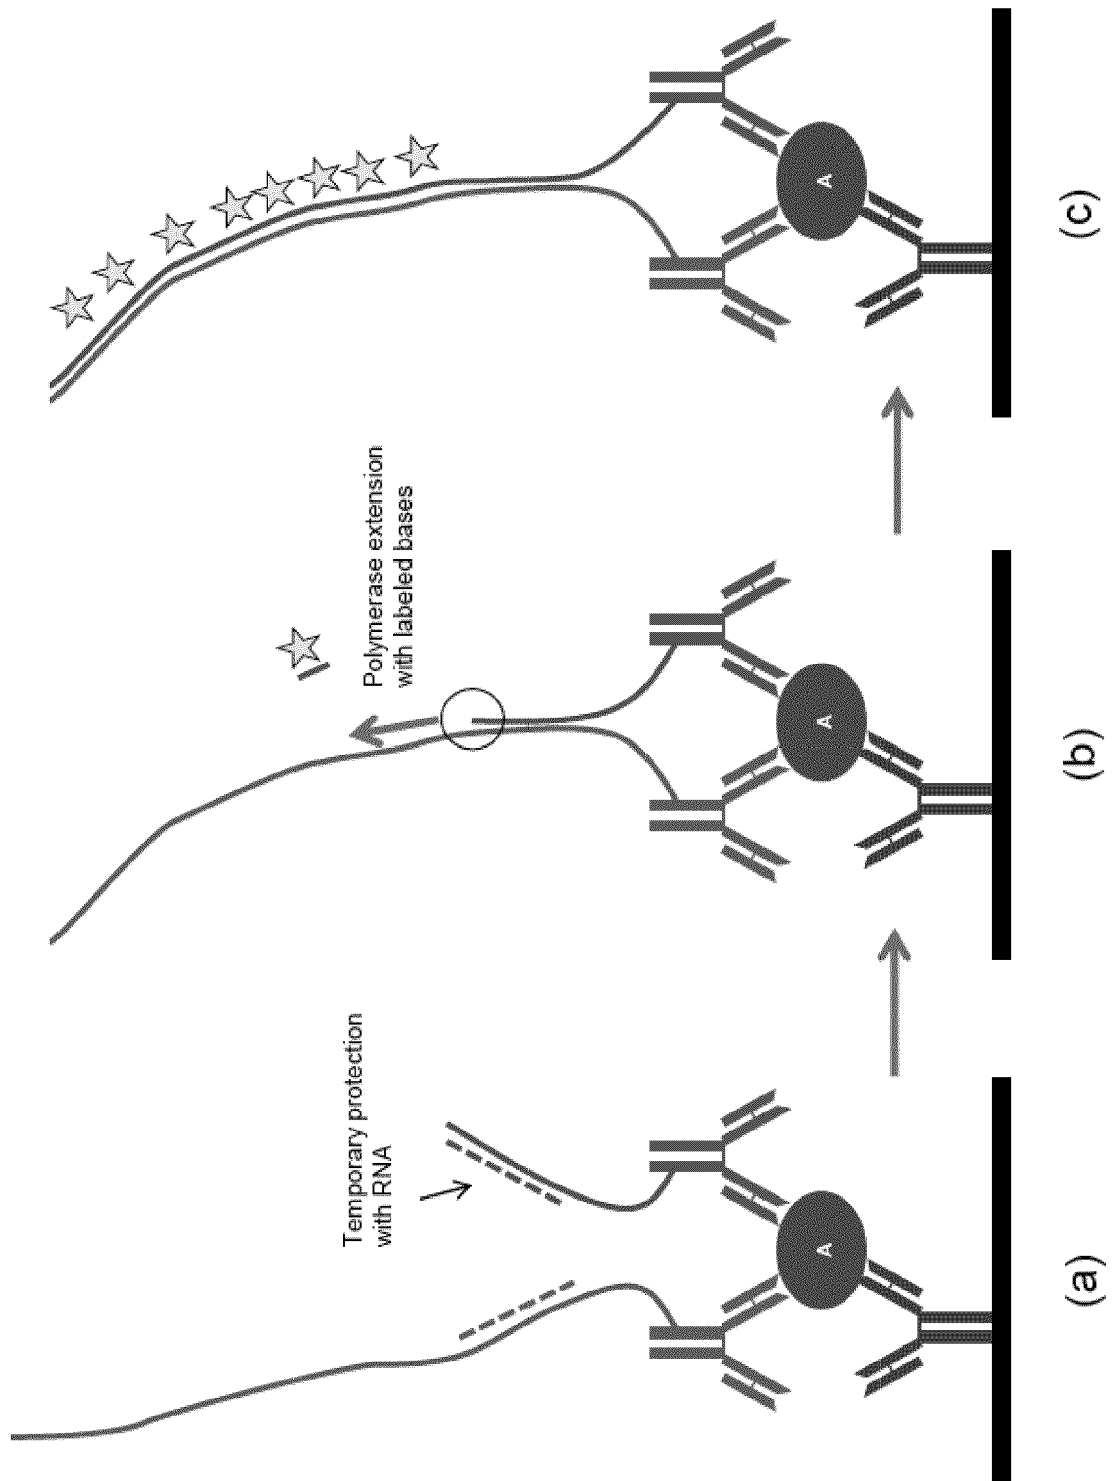 Temporary protection
with RNA
A
(a)
Polymerase extension
with labeled bases
A
(b)
A
(c)